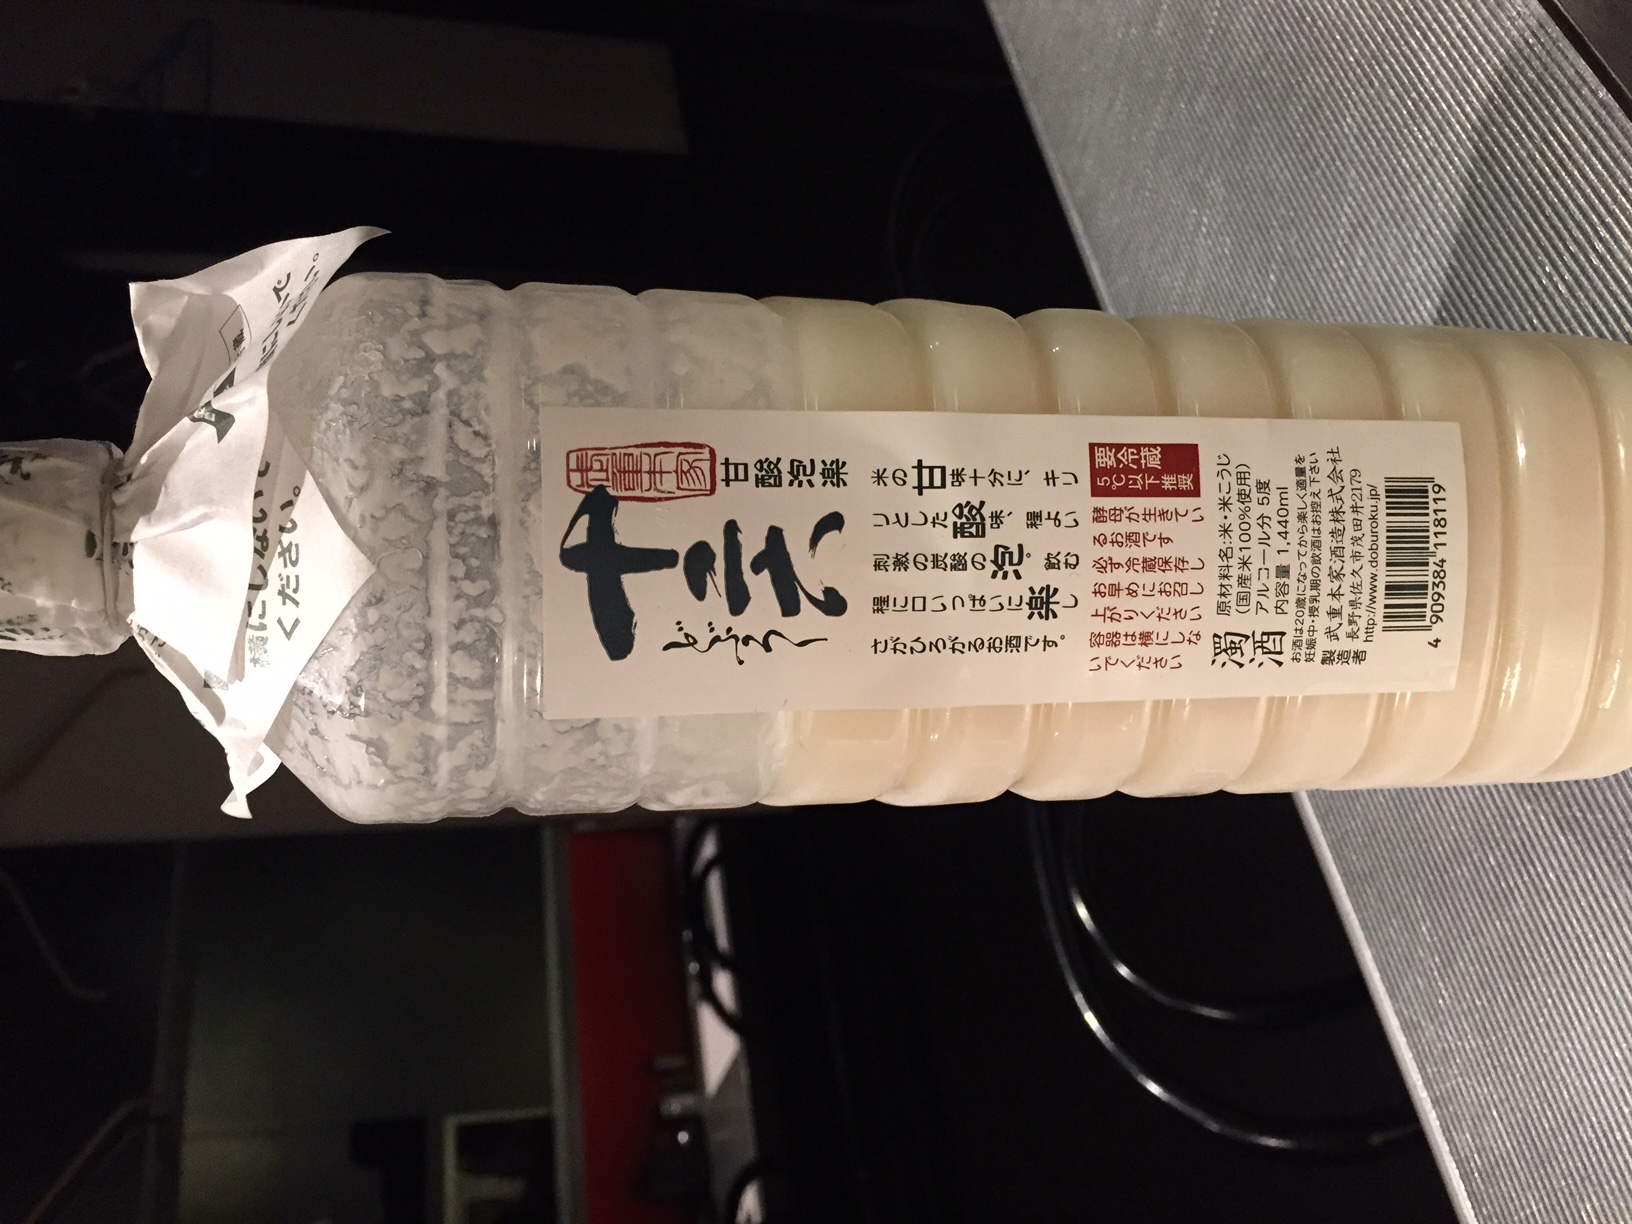 横にしないで
ください。
武重本家
十二六
どぶろく
甘酸泡楽
米の甘味十分に、キリ
リとした酸味、程よい
刺激の炭酸の泡。飲む
程に口いっぱいに楽し
さがひろがるお酒です。
要冷蔵
5℃以下推奨
酵母が生きてい
るお酒です
必ず冷蔵保存し
お早めにお召し
上がりください
容器は横にしな
いてください
濁酒
原材料名:米・米こうじ
(国産米100%使用)
アルコール分 5度
内容量 1,440ml
お酒は20歳になってから楽しく適量を
妊娠中・授乳期の飲酒はお控え下さい
製造者 武重本家酒造株式会社
長野県佐久市茂田井2179
http://www.doburoku.jp/
4 909384 118119